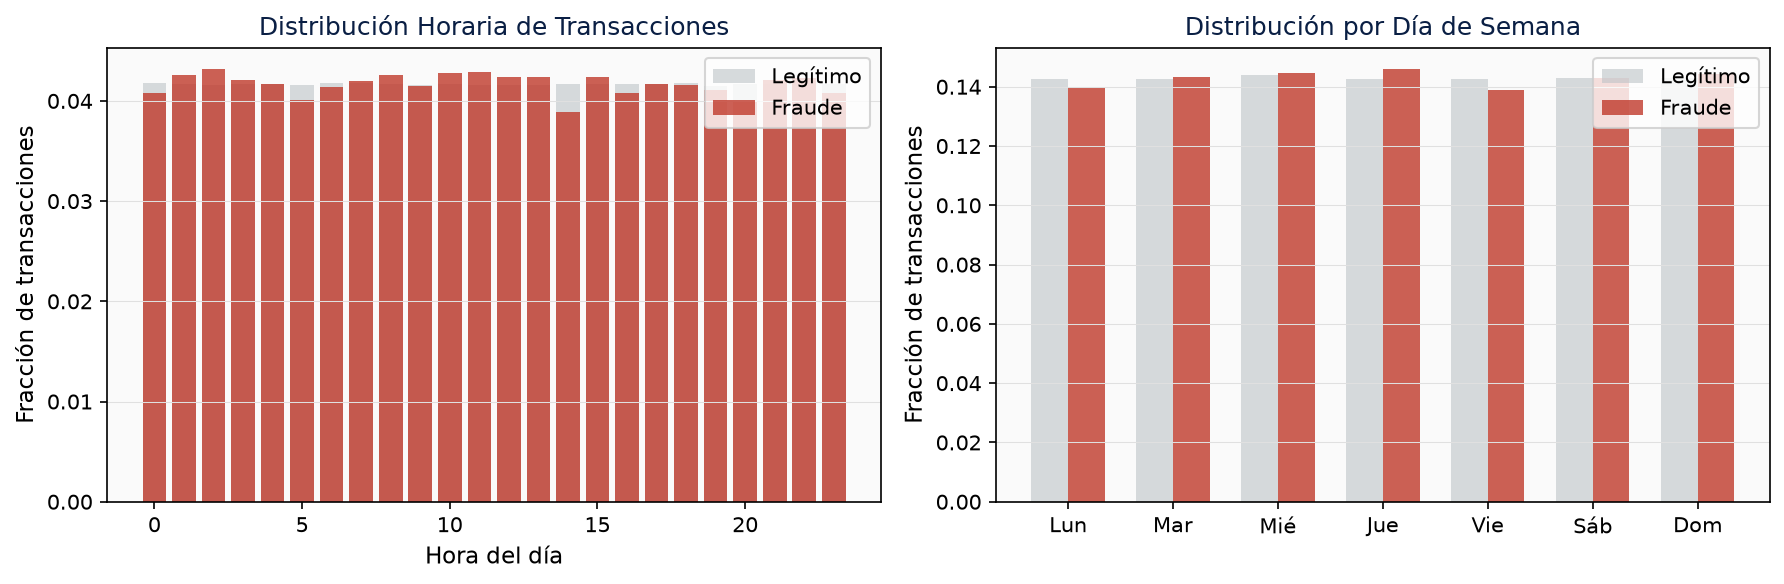 Distribución Horaria de Transacciones
Legítimo
Fraude
Fracción de transacciones
0.04
0.03
0.02
0.01
0.00
0 5 10 15 20
Hora del día
Distribución por Día de Semana
Legítimo
Fraude
Fracción de transacciones
0.14
0.12
0.10
0.08
0.06
0.04
0.02
0.00
Lun Mar Mié Jue Vie Sáb Dom